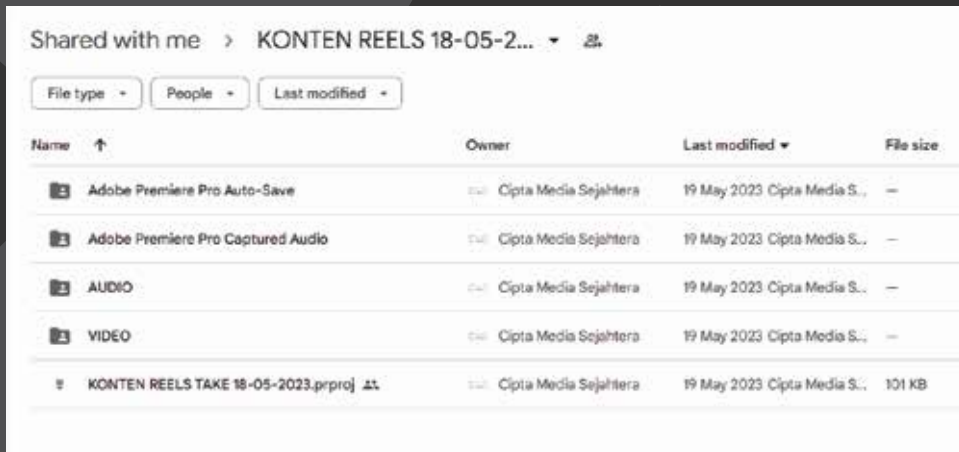 Shared with me > KONTEN REELS 18-05-2...
File type People Last modified
Name Owner Last modified File size
Adobe Premiere Pro Auto-Save Cipta Media Sejahtera 19 May 2023 Cipta Media S... —
Adobe Premiere Pro Captured Audio Cipta Media Sejahtera 19 May 2023 Cipta Media S... —
AUDIO Cipta Media Sejahtera 19 May 2023 Cipta Media S... —
VIDEO Cipta Media Sejahtera 19 May 2023 Cipta Media S... —
KONTEN REELS TAKE 18-05-2023.prproj Cipta Media Sejahtera 19 May 2023 Cipta Media S... 101 KB